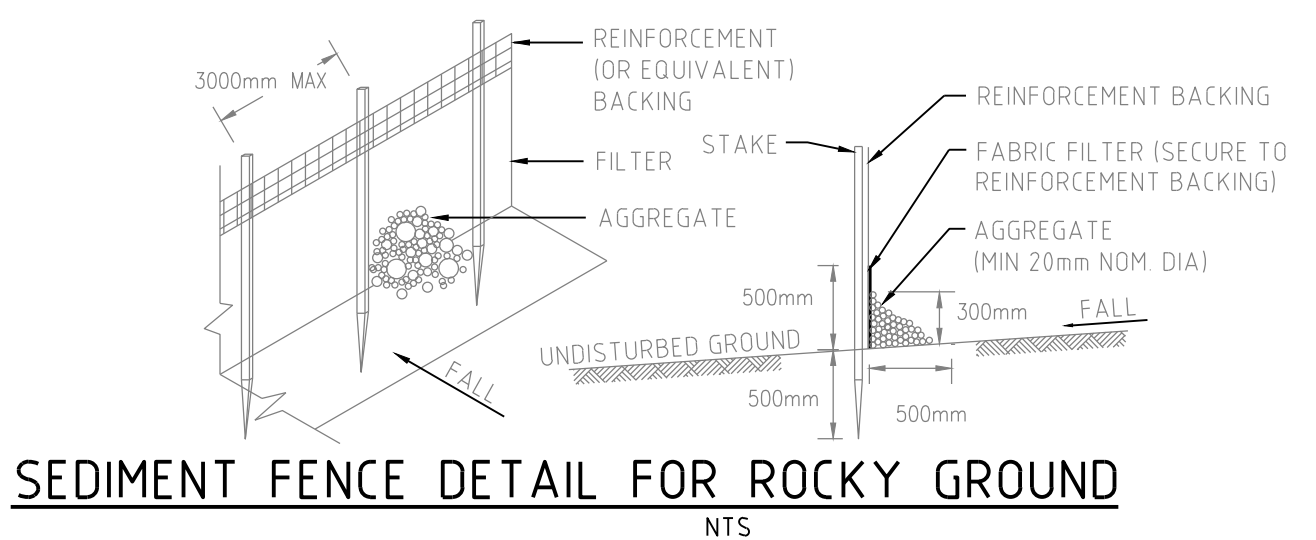 3000mm MAX
REINFORCEMENT
(OR EQUIVALENT)
BACKING
FILTER
AGGREGATE
FALL
STAKE
REINFORCEMENT BACKING
FABRIC FILTER (SECURE TO
REINFORCEMENT BACKING)
AGGREGATE
(MIN 20mm NOM. DIA)
500mm
300mm
FALL
UNDISTURBED GROUND
500mm
500mm
SEDIMENT FENCE DETAIL FOR ROCKY GROUND
NTS